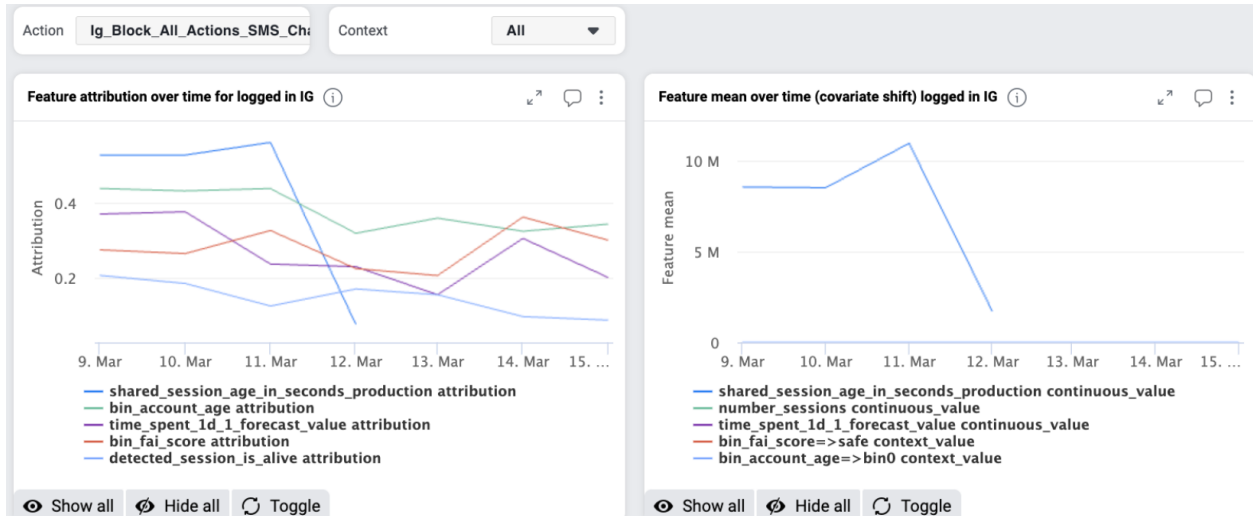 Action
Ig_Block_All_Actions_SMS_Cha
Context
All
Feature attribution over time for logged in IG
Attribution
0.4
0.2
9. Mar 10. Mar 11. Mar 12. Mar 13. Mar 14. Mar 15. ...
shared_session_age_in_seconds_production attribution
bin_account_age attribution
time_spent_1d_1_forecast_value attribution
bin_fai_score attribution
detected_session_is_alive attribution
Show all Hide all Toggle
Feature mean over time (covariate shift) logged in IG
Feature mean
10 M
5 M
0
9. Mar 10. Mar 11. Mar 12. Mar 13. Mar 14. Mar 15. ...
shared_session_age_in_seconds_production continuous_value
number_sessions continuous_value
time_spent_1d_1_forecast_value continuous_value
bin_fai_score=>safe context_value
bin_account_age=>bin0 context_value
Show all Hide all Toggle